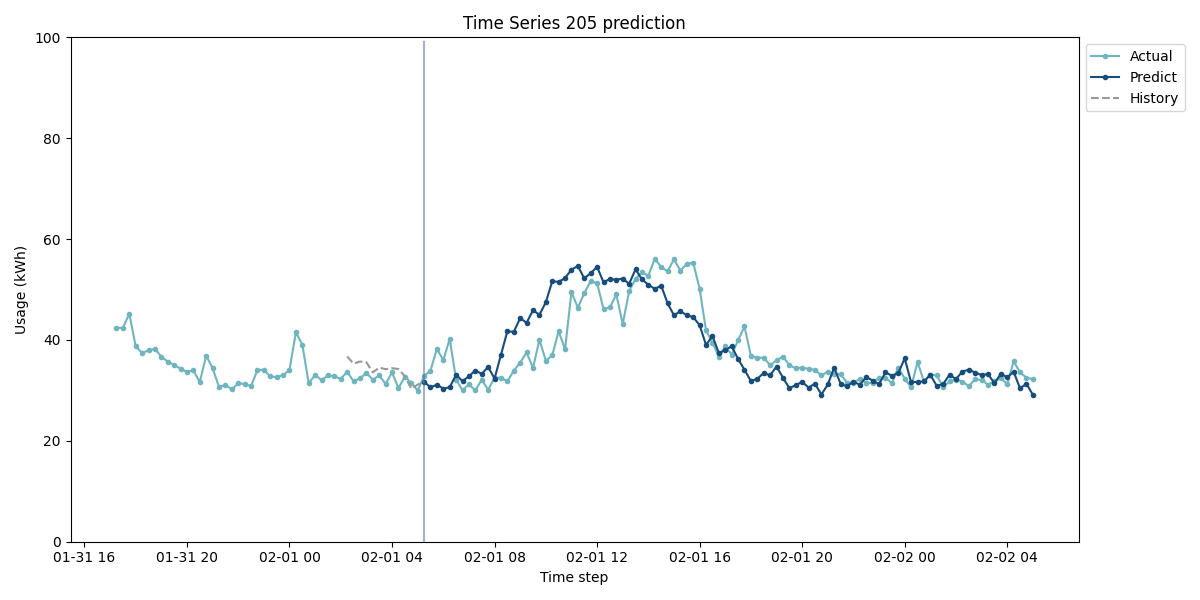 Time Series 205 prediction
100
80
60
40
20
0
Usage (kWh)
01-31 16
01-31 20
02-01 00
02-01 04
02-01 08
02-01 12
02-01 16
02-01 20
02-02 00
02-02 04
Time step
Actual
Predict
History